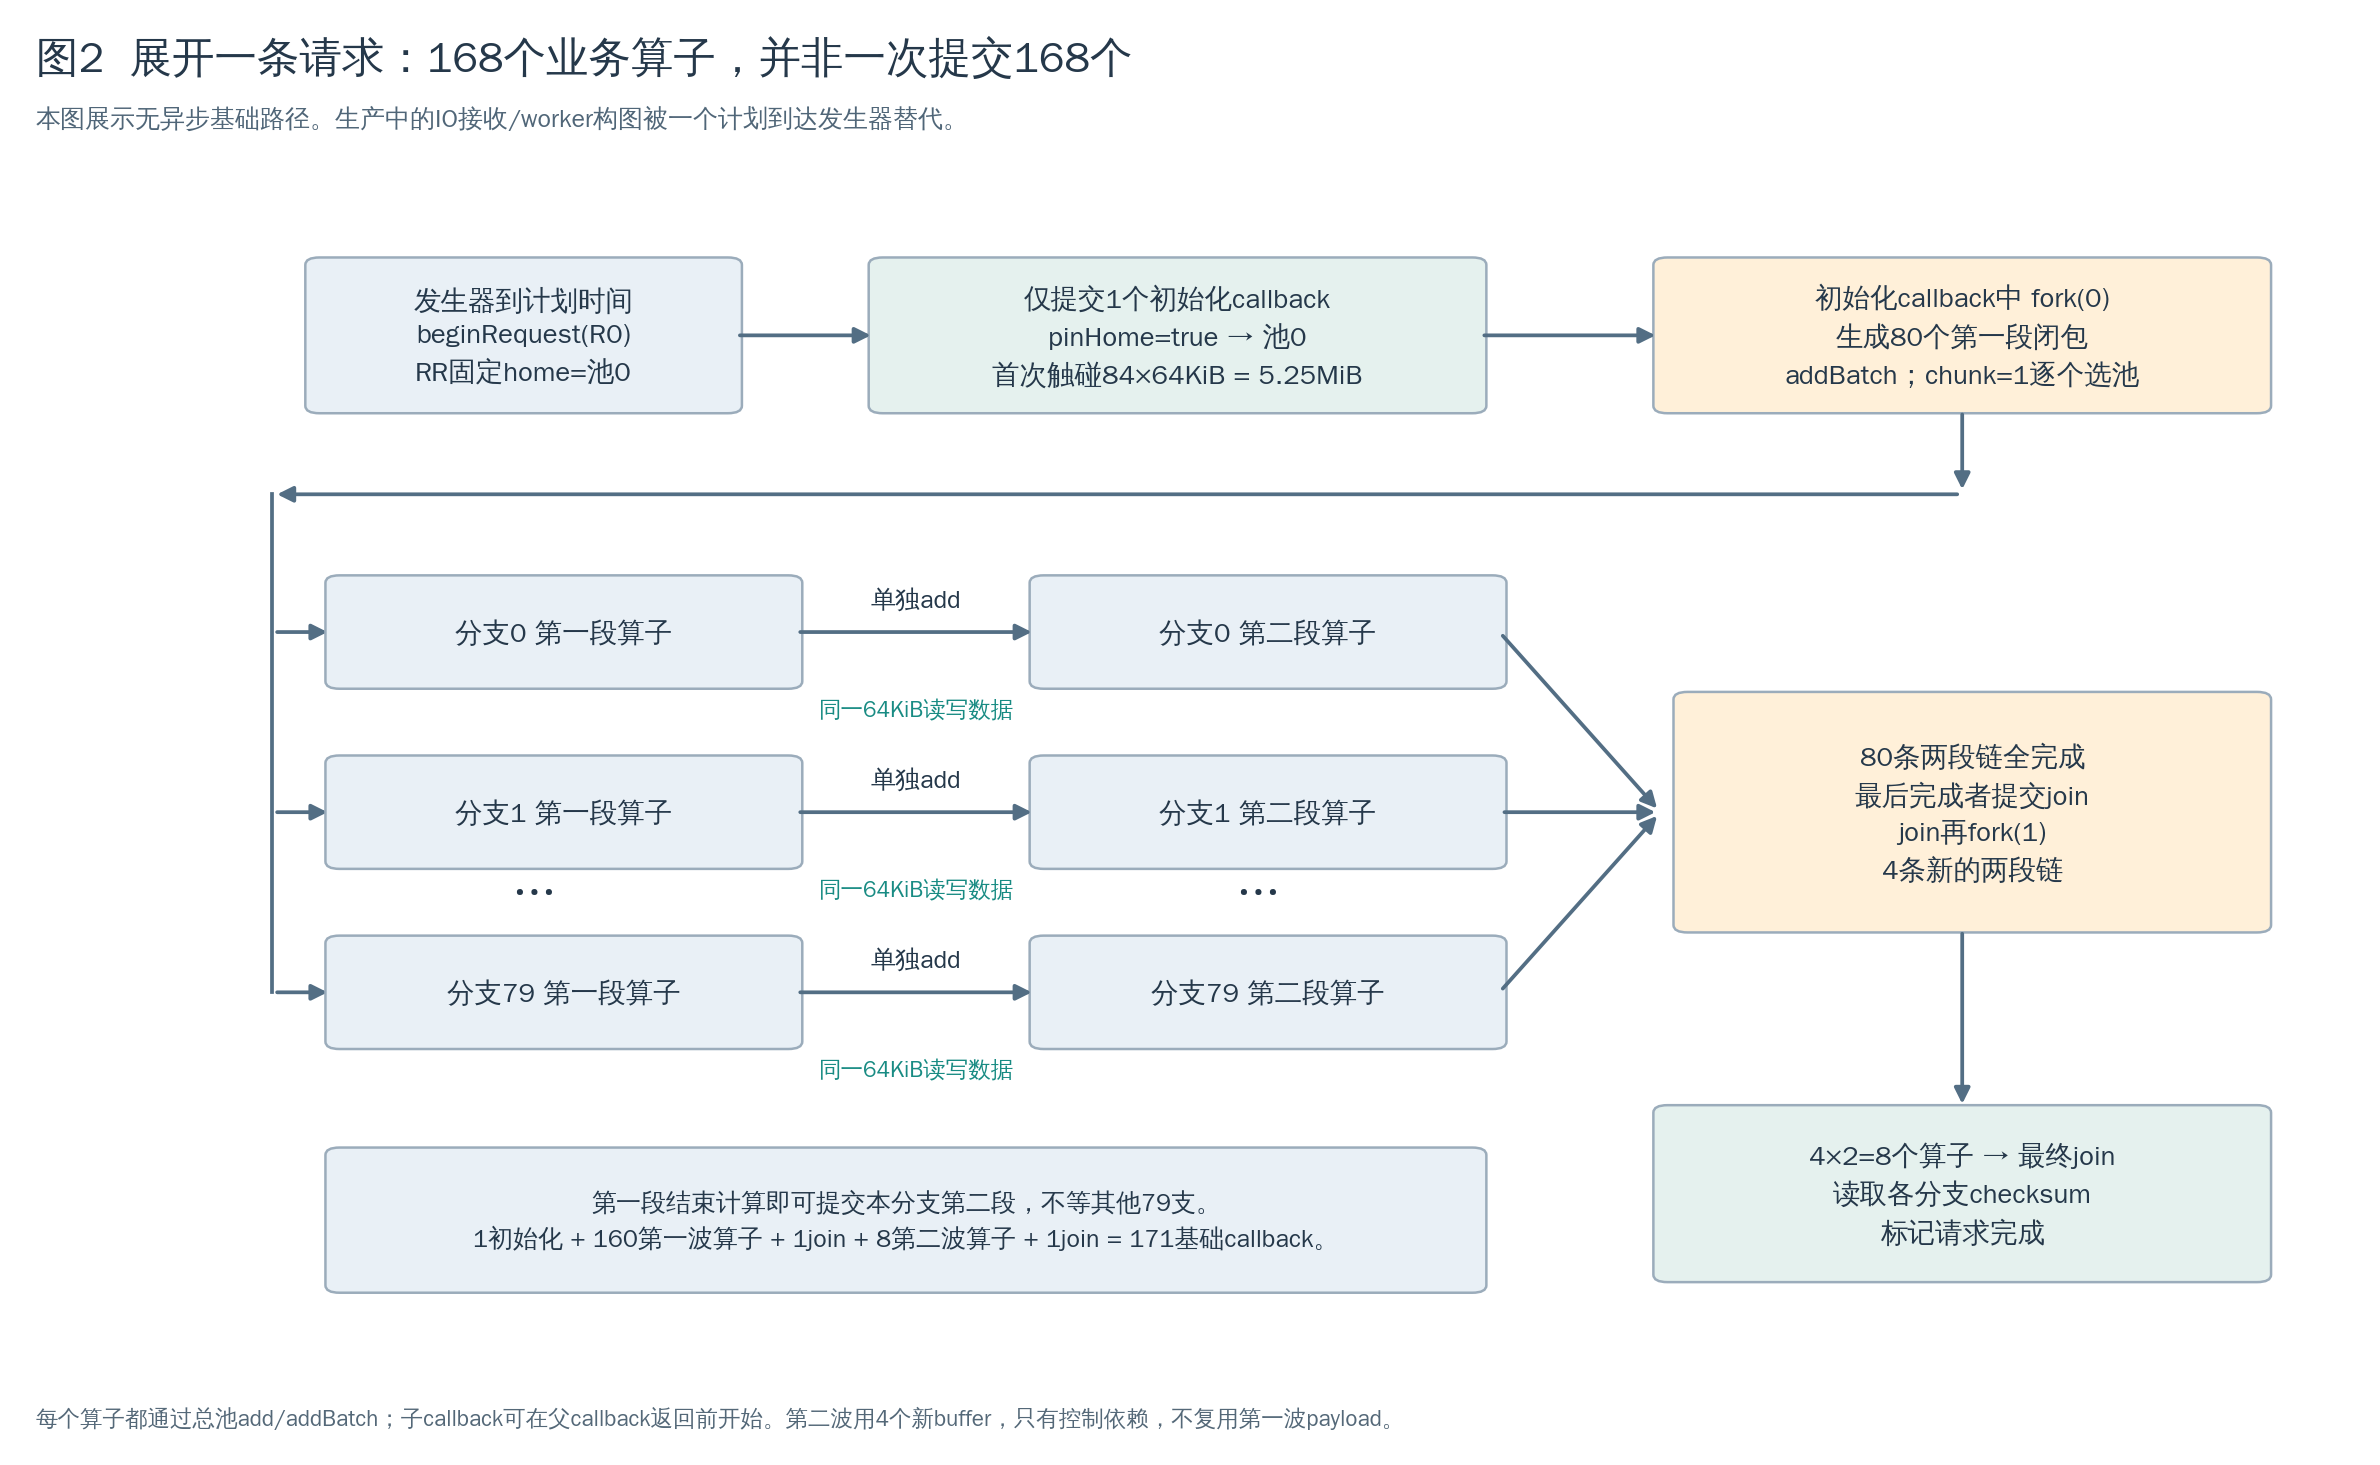 图2 展开一条请求：168个业务算子，并非一次提交168个
本图展示无异步基础路径。生产中的IO接收/worker构图被一个计划到达发生器替代。
发生器到计划时间
beginRequest(R0)
RR固定home=池0
仅提交1个初始化callback
pinHome=true → 池0
首次触碰84×64KiB = 5.25MiB
初始化callback中 fork(0)
生成80个第一段闭包
addBatch；chunk=1逐个选池
分支0 第一段算子
单独add
分支0 第二段算子
同一64KiB读写数据
分支1 第一段算子
单独add
分支1 第二段算子
...
同一64KiB读写数据
...
分支79 第一段算子
单独add
分支79 第二段算子
同一64KiB读写数据
80条两段链全完成
最后完成者提交join
join再fork(1)
4条新的两段链
4×2=8个算子 → 最终join
读取各分支checksum
标记请求完成
第一段结束计算即可提交本分支第二段，不等其他79支。
1初始化 + 160第一波算子 + 1join + 8第二波算子 + 1join = 171基础callback。
每个算子都通过总池add/addBatch；子callback可在父callback返回前开始。第二波用4个新buffer，只有控制依赖，不复用第一波payload。